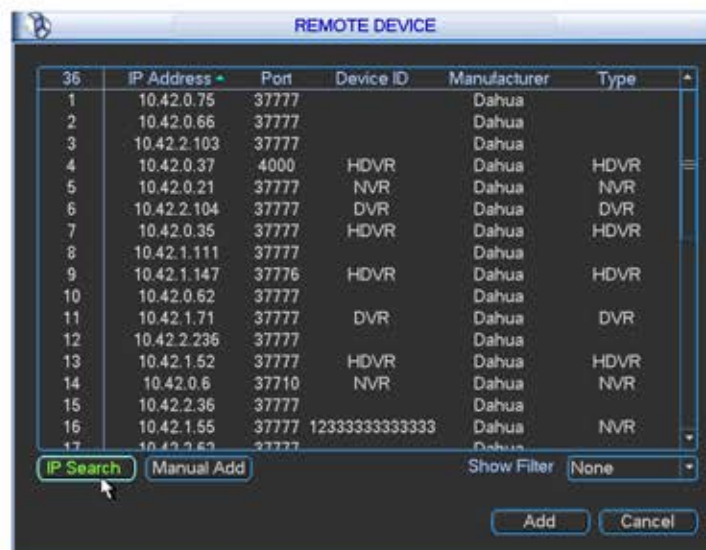 REMOTE DEVICE
36 IP Address Port Device ID Manufacturer Type
1 10.42.0.75 37777 Dahua
2 10.42.0.66 37777 Dahua
3 10.42.2.103 37777 Dahua
4 10.42.0.37 4000 HDVR Dahua HDVR
5 10.42.0.21 37777 NVR Dahua NVR
6 10.42.2.104 37777 DVR Dahua DVR
7 10.42.0.35 37777 HDVR Dahua HDVR
8 10.42.1.111 37777 Dahua
9 10.42.1.147 37776 HDVR Dahua HDVR
10 10.42.0.62 37777 Dahua
11 10.42.1.71 37777 DVR Dahua DVR
12 10.42.2.236 37777 Dahua
13 10.42.1.52 37777 HDVR Dahua HDVR
14 10.42.0.6 37710 NVR Dahua NVR
15 10.42.2.36 37777 Dahua
16 10.42.1.55 37777 12333333333333 Dahua NVR
17 37777 Dahua
IP Search Manual Add Show Filter None
Add Cancel